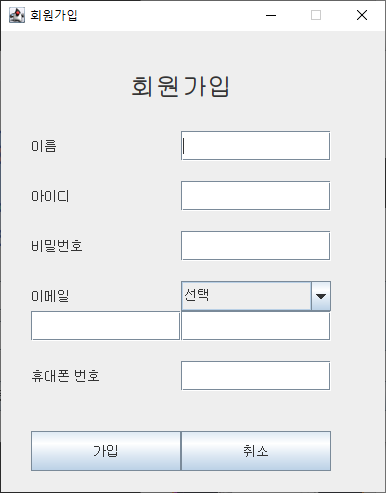 회원가입
회원가입
이름
아이디
비밀번호
이메일 선택
휴대폰 번호
가입 취소